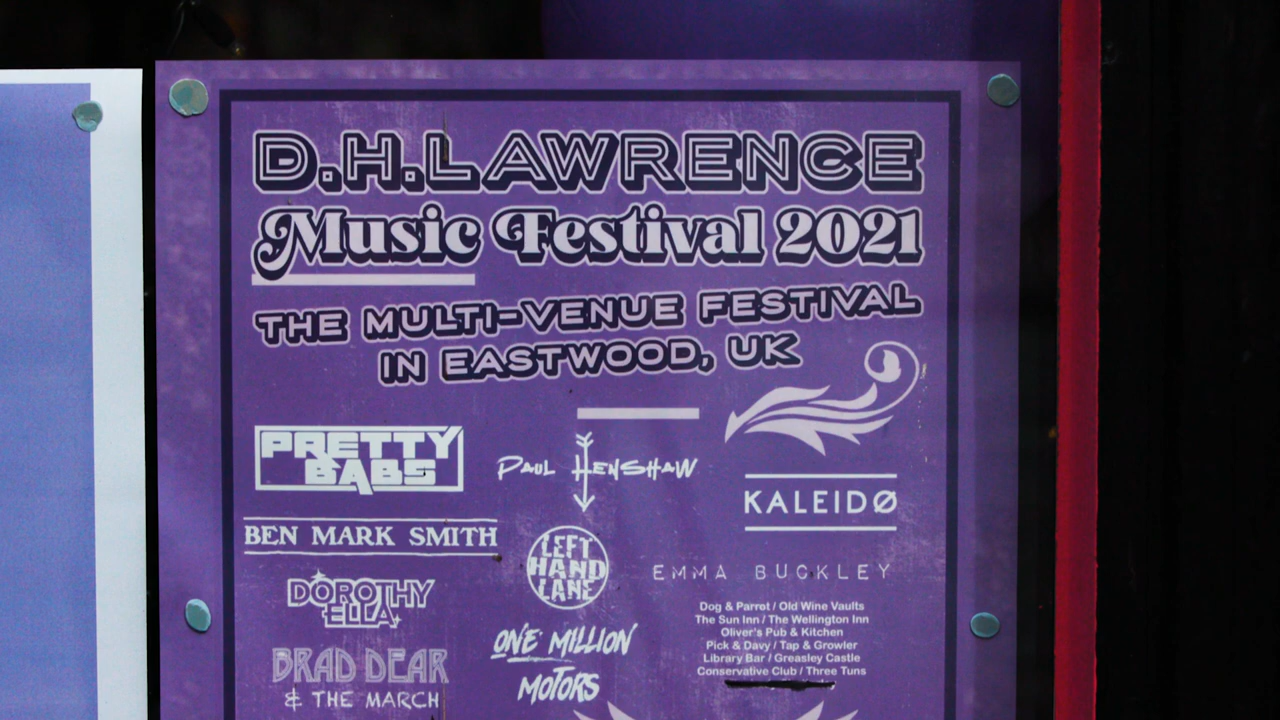 D.H.LAWRENCE
Music Festival 2021
THE MULTI-VENUE FESTIVAL
IN EASTWOOD, UK
PRETTY
BABS
PAUL HENSHAW
KALEIDØ
BEN MARK SMITH
LEFT
HAND
LANE
EMMA BUCKLEY
DOROTHY
ELLA
ONE MILLION
MOTORS
BRAD DEAR
& THE MARCH
Dog & Parrot / Old Wine Vaults
The Sun Inn / The Wellington Inn
Oliver's Pub & Kitchen
Pick & Davy / Tap & Growler
Library Bar / Greasley Castle
Conservative Club / Three Tuns